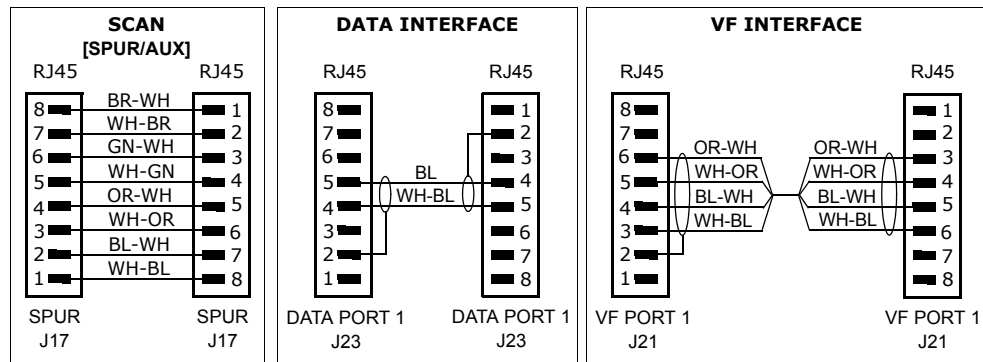 SCAN
[SPUR/AUX]
RJ45 RJ45
8 BR-WH 1
7 WH-BR 2
6 GN-WH 3
5 WH-GN 4
4 OR-WH 5
3 WH-OR 6
2 BL-WH 7
1 WH-BL 8
SPUR SPUR
J17 J17
DATA INTERFACE
RJ45 RJ45
8 1
7 2
6 3
5 BL 4
4 WH-BL 5
3 6
2 7
1 8
DATA PORT 1 DATA PORT 1
J23 J23
VF INTERFACE
RJ45 RJ45
8 1
7 2
6 OR-WH OR-WH 3
5 WH-OR WH-OR 4
4 BL-WH BL-WH 5
3 WH-BL WH-BL 6
2 7
1 8
VF PORT 1 VF PORT 1
J21 J21